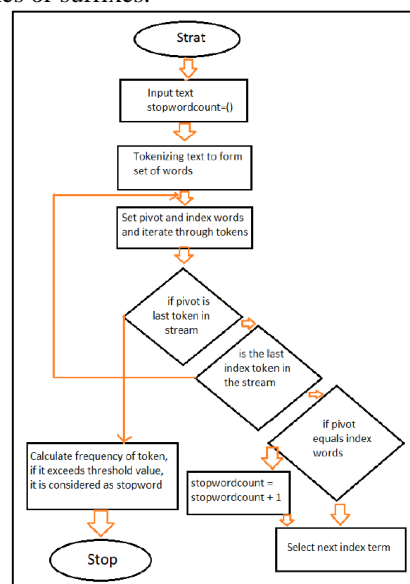 Strat
Input text
stopwordcount=()
Tokenizing text to form
set of words
Set pivot and index words
and iterate through tokens
if pivot is
last token in
stream
is the last
index token in
the stream
if pivot
equals index
words
Calculate frequency of token,
if it exceeds threshold value,
it is considered as stopword
stopwordcount =
stopwordcount + 1
Select next index term
Stop